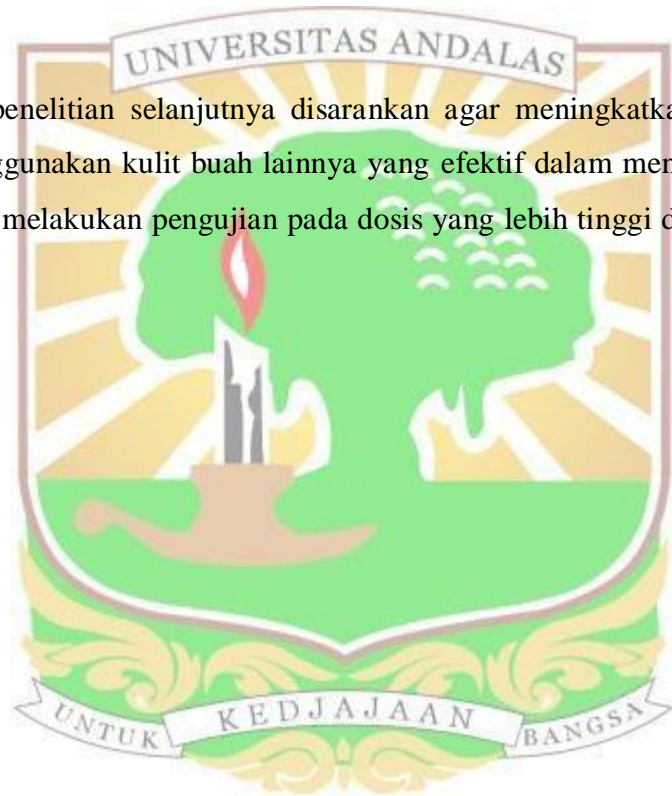 UNIVERSITAS ANDALAS
penelitian selanjutnya disarankan agar meningkatka
ggunakan kulit buah lainnya yang efektif dalam men
melakukan pengujian pada dosis yang lebih tinggi d
UNTUK KEDJAJAAN BANGSA